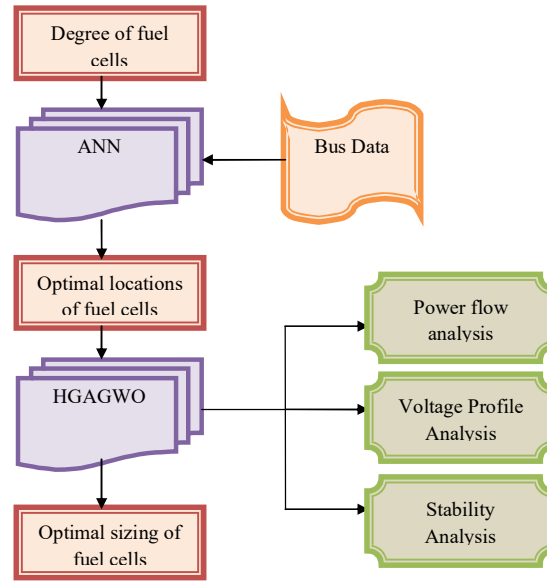 Degree of fuel
cells
ANN
Bus Data
Optimal locations
of fuel cells
Power flow
analysis
HGAGWO
Voltage Profile
Analysis
Stability
Analysis
Optimal sizing of
fuel cells